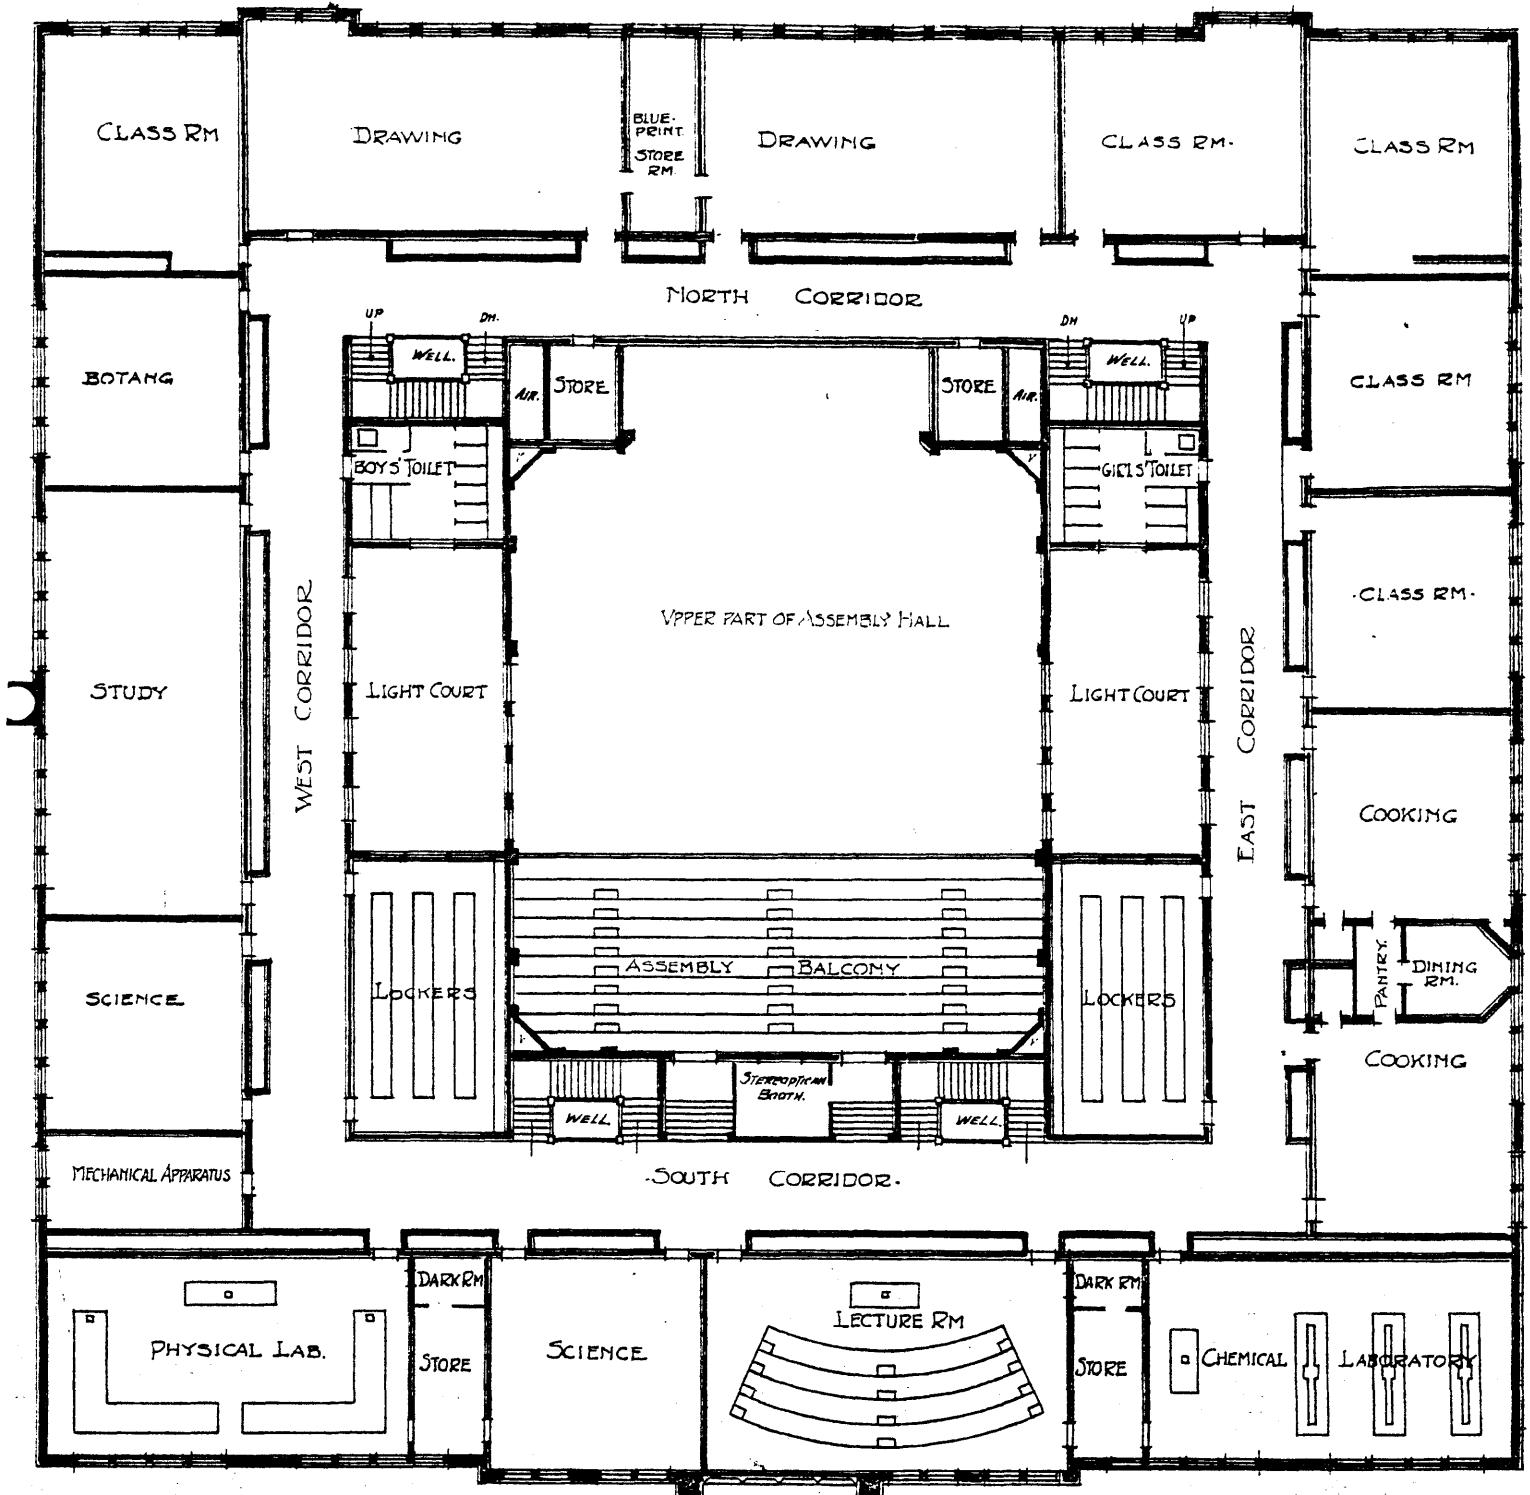 CLASS RM
DRAWING
BLUE-
PRINT
STORE
RM.
DRAWING
CLASS RM.
CLASS RM
NORTH CORRIDOR
UP
DN.
DN
UP
WELL.
WELL.
BOTANG
AIR.
STORE
STORE
AIR.
CLASS RM
BOYS' TOILET
V
V
GIRLS' TOILET
CLASS RM.
UPPER PART OF ASSEMBLY HALL
WEST CORRIDOR
EAST CORRIDOR
STUDY
LIGHT COURT
LIGHT COURT
COOKING
SCIENCE
LOCKERS
ASSEMBLY BALCONY
LOCKERS
PANTRY.
DINING
RM.
V
V
COOKING
STEREOPTICAN
BOOTH.
WELL
WELL.
MECHANICAL APPARATUS
-SOUTH CORRIDOR-
DARK RM
DARK RM
PHYSICAL LAB.
STORE
SCIENCE
LECTURE RM
STORE
CHEMICAL LABORATORY